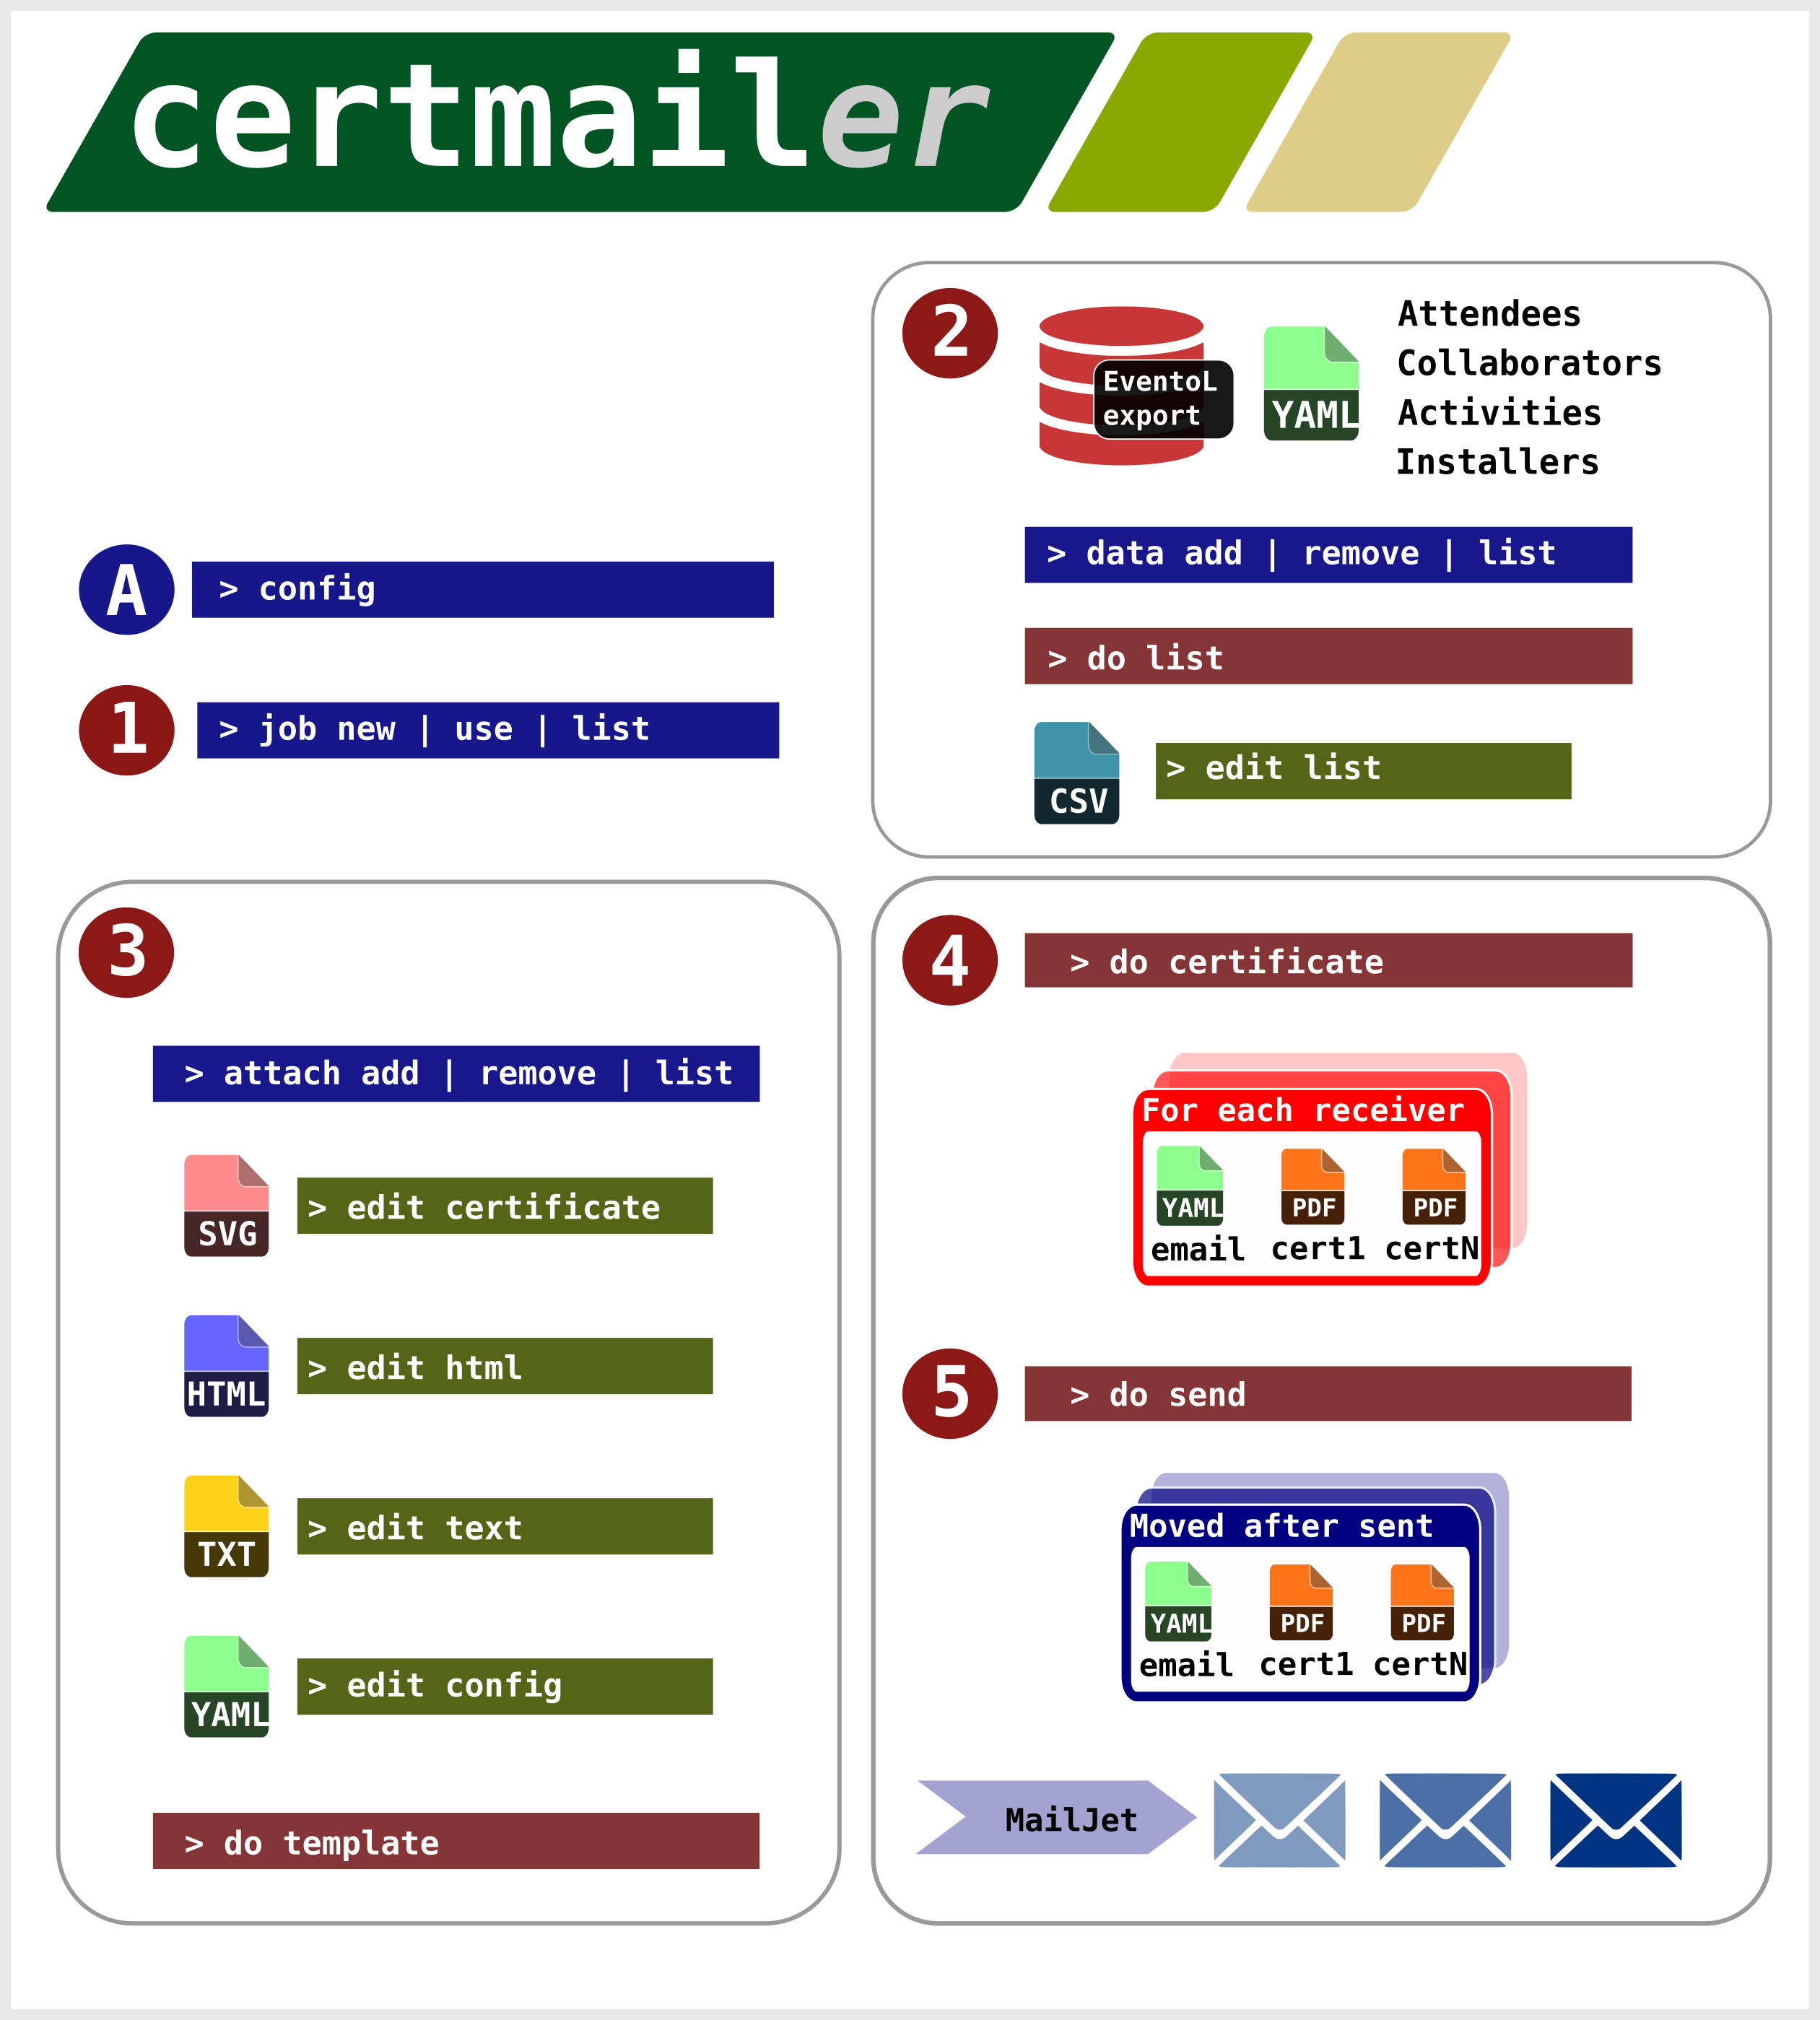 certmailer
A
> config
1
> job new | use | list
2
EventoL
export
YAML
Attendees
Collaborators
Activities
Installers
> data add | remove | list
> do list
CSV
> edit list
3
> attach add | remove | list
SVG
> edit certificate
HTML
> edit html
TXT
> edit text
YAML
> edit config
> do template
4
> do certificate
For each receiver
YAML PDF PDF
email cert1 certN
5
> do send
Moved after sent
YAML PDF PDF
email cert1 certN
MailJet